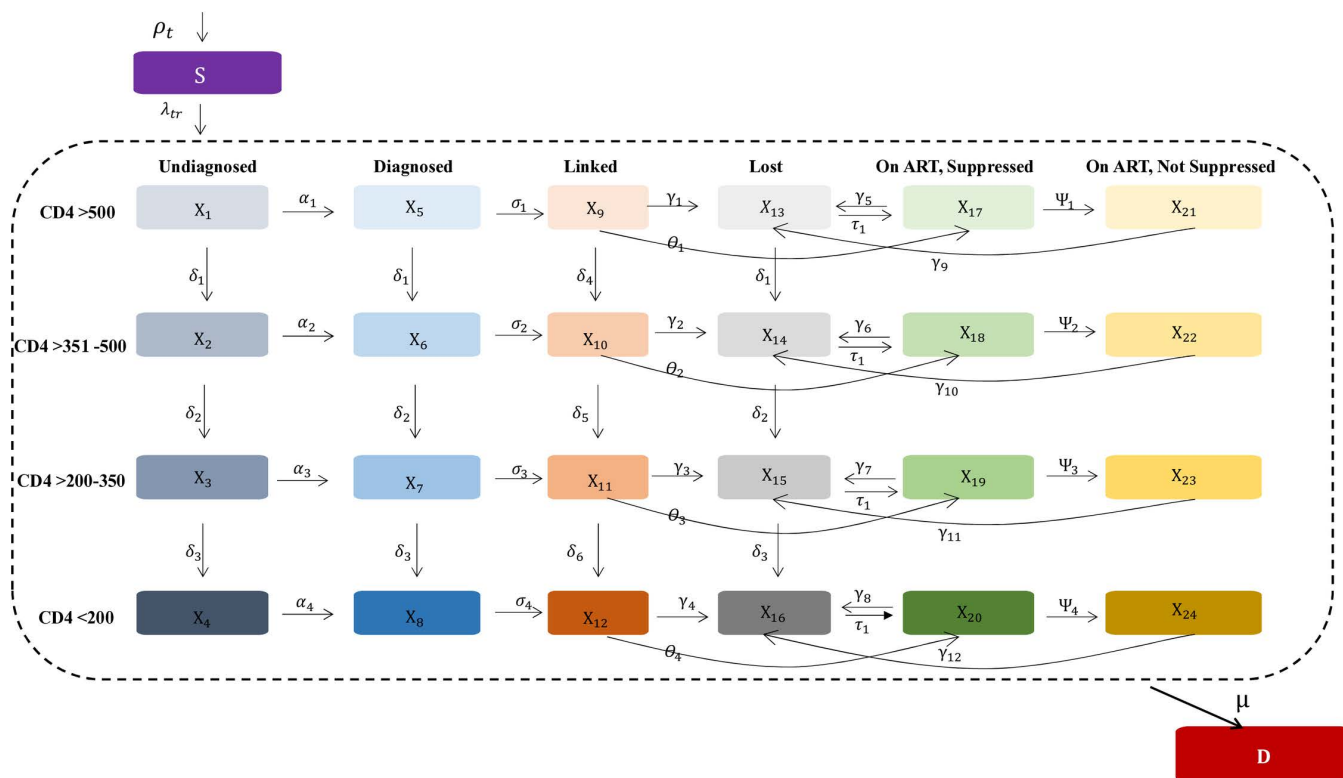 ρₜ
S
λₜᵣ
Undiagnosed Diagnosed Linked Lost On ART, Suppressed On ART, Not Suppressed
CD4 >500 X₁ α₁ X₅ σ₁ X₉ γ₁ X₁₃ γ₅ τ₁ X₁₇ Ψ₁ X₂₁
θ₁ γ₉
δ₁ δ₁ δ₄ δ₁
CD4 >351 -500 X₂ α₂ X₆ σ₂ X₁₀ γ₂ X₁₄ γ₆ τ₁ X₁₈ Ψ₂ X₂₂
θ₂ γ₁₀
δ₂ δ₂ δ₅ δ₂
CD4 >200-350 X₃ α₃ X₇ σ₃ X₁₁ γ₃ X₁₅ γ₇ τ₁ X₁₉ Ψ₃ X₂₃
θ₃ γ₁₁
δ₃ δ₃ δ₆ δ₃
CD4 <200 X₄ α₄ X₈ σ₄ X₁₂ γ₄ X₁₆ γ₈ τ₁ X₂₀ Ψ₄ X₂₄
θ₄ γ₁₂
μ
D